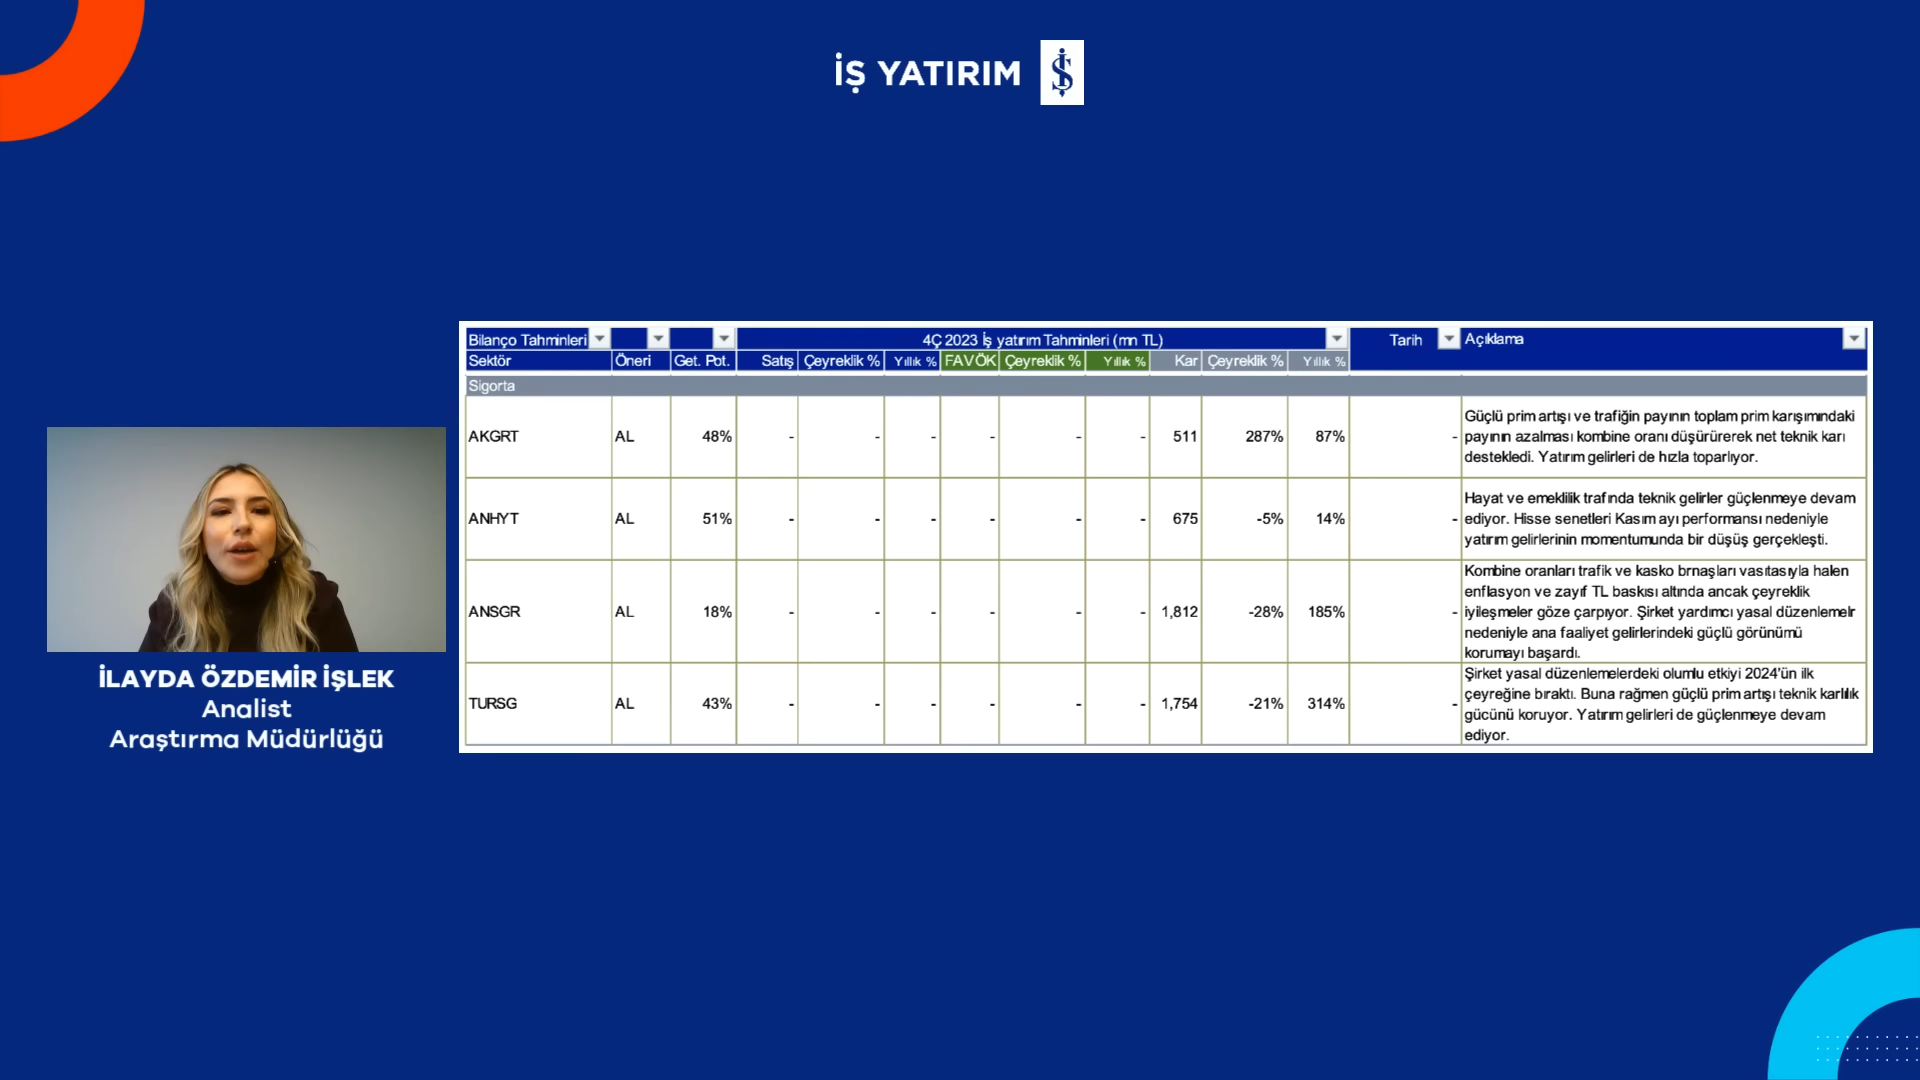 İŞ YATIRIM
Bilanço Tahminleri 4Ç 2023 İş yatırım Tahminleri (mn TL) Tarih Açıklama
Sektör Öneri Get. Pot. Satış Çeyreklik % Yıllık % FAVÖK Çeyreklik % Yıllık % Kar Çeyreklik % Yıllık %
Sigorta
AKGRT AL 48% - - - - - - 511 287% 87% - Güçlü prim artışı ve trafiğin payının toplam prim karışımındaki
payının azalması kombine oranı düşürürerek net teknik karı
destekledi. Yatırım gelirleri de hızla toparlıyor.
ANHYT AL 51% - - - - - - 675 -5% 14% - Hayat ve emeklilik trafında teknik gelirler güçlenmeye devam
ediyor. Hisse senetleri Kasım ayı performansı nedeniyle
yatırım gelirlerinin momentumunda bir düşüş gerçekleşti.
ANSGR AL 18% - - - - - - 1,812 -28% 185% - Kombine oranları trafik ve kasko brnaşları vasıtasıyla halen
enflasyon ve zayıf TL baskısı altında ancak çeyreklik
iyileşmeler göze çarpıyor. Şirket yardımcı yasal düzenlemelr
nedeniyle ana faaliyet gelirlerindeki güçlü görünümü
korumayı başardı.
TURSG AL 43% - - - - - - 1,754 -21% 314% - Şirket yasal düzenlemelerdeki olumlu etkiyi 2024'ün ilk
çeyreğine bıraktı. Buna rağmen güçlü prim artışı teknik karlılık
gücünü koruyor. Yatırım gelirleri de güçlenmeye devam
ediyor.
İLAYDA ÖZDEMİR İŞLEK
Analist
Araştırma Müdürlüğü